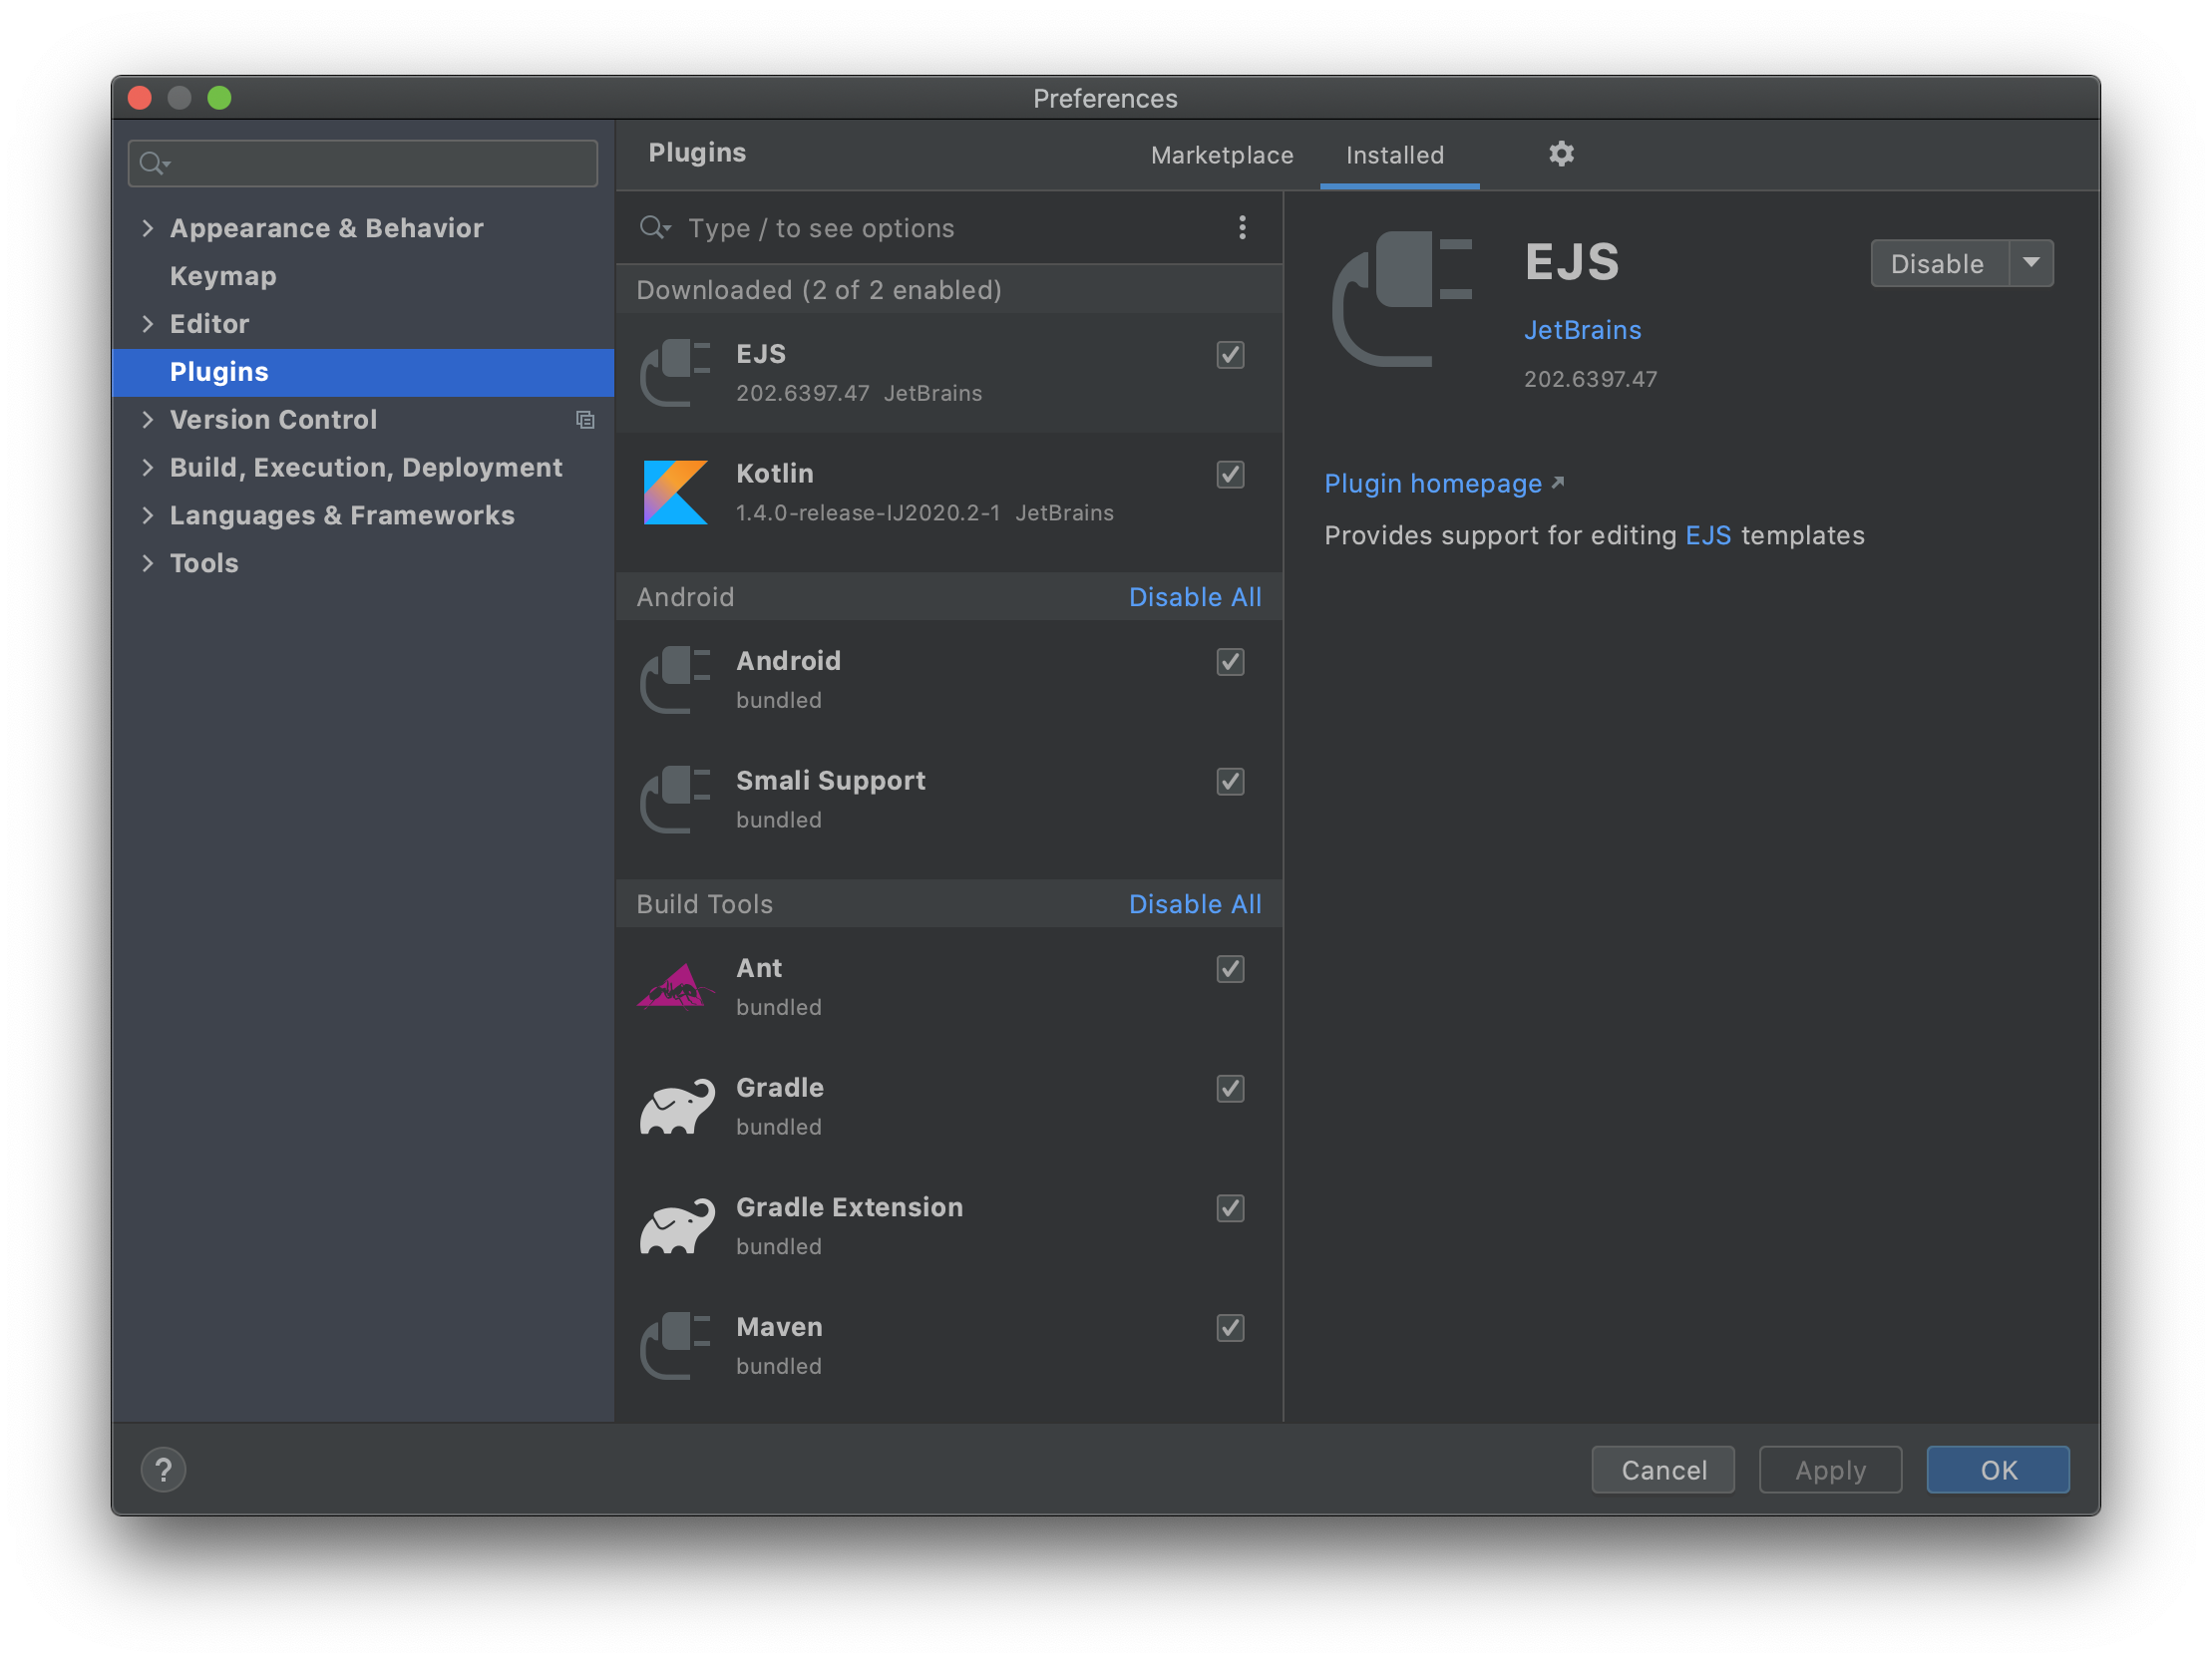 Preferences
Appearance & Behavior
Keymap
Editor
Plugins
Version Control
Build, Execution, Deployment
Languages & Frameworks
Tools
Plugins
Marketplace
Installed
Type / to see options
Downloaded (2 of 2 enabled)
EJS
202.6397.47 JetBrains
Kotlin
1.4.0-release-IJ2020.2-1 JetBrains
Android
Disable All
Android
bundled
Smali Support
bundled
Build Tools
Disable All
Ant
bundled
Gradle
bundled
Gradle Extension
bundled
Maven
bundled
EJS
Disable
JetBrains
202.6397.47
Plugin homepage
Provides support for editing EJS templates
?
Cancel
Apply
OK